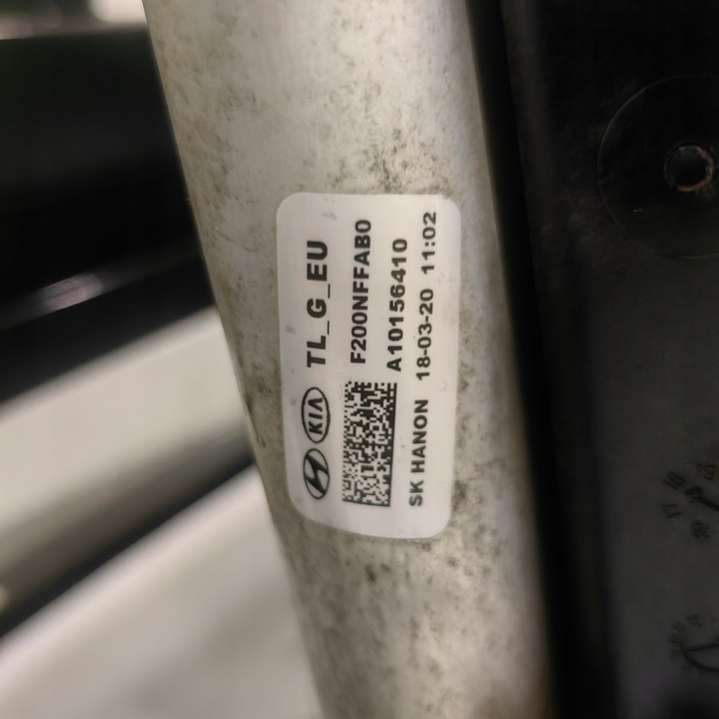 KIA TL_G_EU
F200NFFAB0
A10156410
SK HANON 18-03-20 11:02